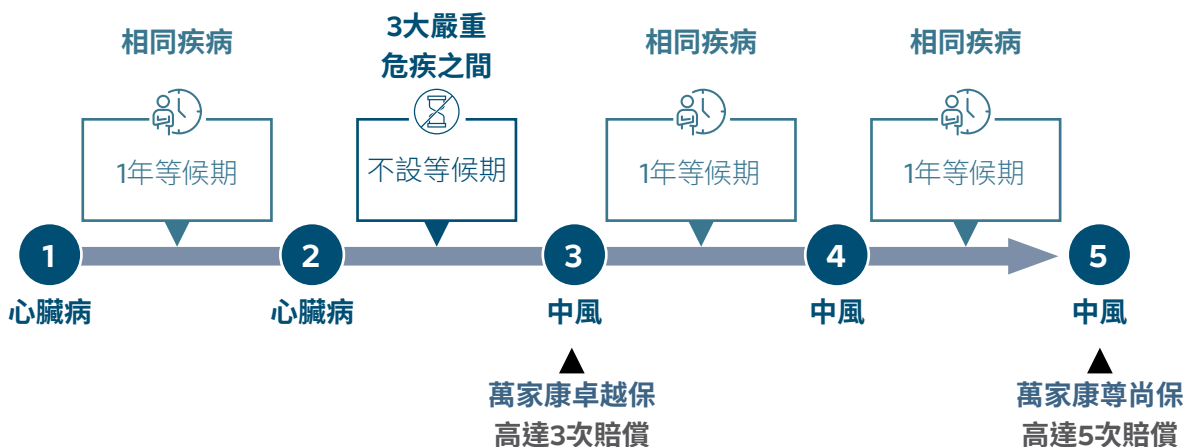 相同疾病
3大嚴重
危疾之間
相同疾病
相同疾病
1年等候期
不設等候期
1年等候期
1年等候期
1
2
3
4
5
心臟病
心臟病
中風
中風
中風
萬家康卓越保
高達3次賠償
萬家康尊尚保
高達5次賠償